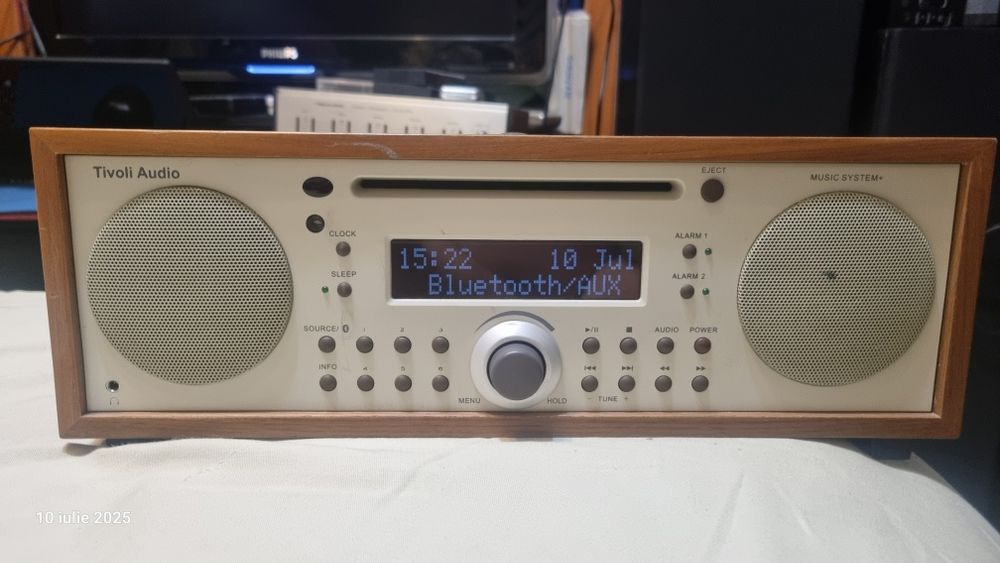 PHILIPS
Tivoli Audio
EJECT
MUSIC SYSTEM+
CLOCK
ALARM 1
15:22 10 Jul
Bluetooth/AUX
SLEEP
ALARM 2
SOURCE/
1 2 3
AUDIO POWER
INFO
4 5 6
MENU HOLD
- TUNE +
10 iulie 2025